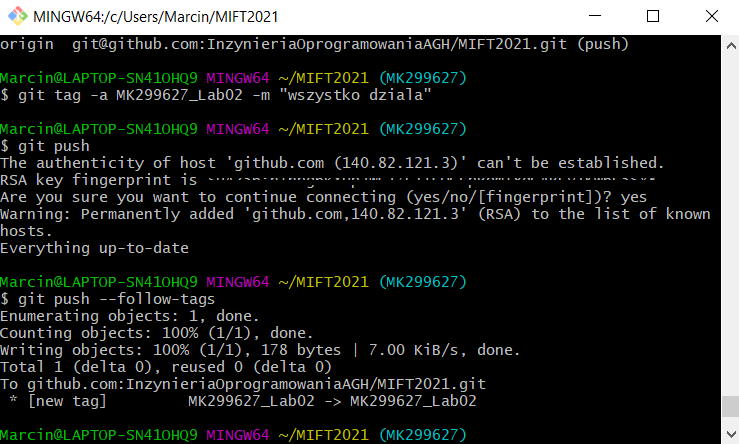 MINGW64:/c/Users/Marcin/MIFT2021
origin  git@github.com:InzynieriaOprogramowaniaAGH/MIFT2021.git (push)
Marcin@LAPTOP-SN41OHQ9 MINGW64 ~/MIFT2021 (MK299627)
$ git tag -a MK299627_Lab02 -m "wszystko dziala"
Marcin@LAPTOP-SN41OHQ9 MINGW64 ~/MIFT2021 (MK299627)
$ git push
The authenticity of host 'github.com (140.82.121.3)' can't be established.
RSA key fingerprint is
Are you sure you want to continue connecting (yes/no/[fingerprint])? yes
Warning: Permanently added 'github.com,140.82.121.3' (RSA) to the list of known
hosts.
Everything up-to-date
Marcin@LAPTOP-SN41OHQ9 MINGW64 ~/MIFT2021 (MK299627)
$ git push --follow-tags
Enumerating objects: 1, done.
Counting objects: 100% (1/1), done.
Writing objects: 100% (1/1), 178 bytes | 7.00 KiB/s, done.
Total 1 (delta 0), reused 0 (delta 0)
To github.com:InzynieriaOprogramowaniaAGH/MIFT2021.git
 * [new tag]         MK299627_Lab02 -> MK299627_Lab02
Marcin@LAPTOP-SN41OHQ9 MINGW64 ~/MIFT2021 (MK299627)